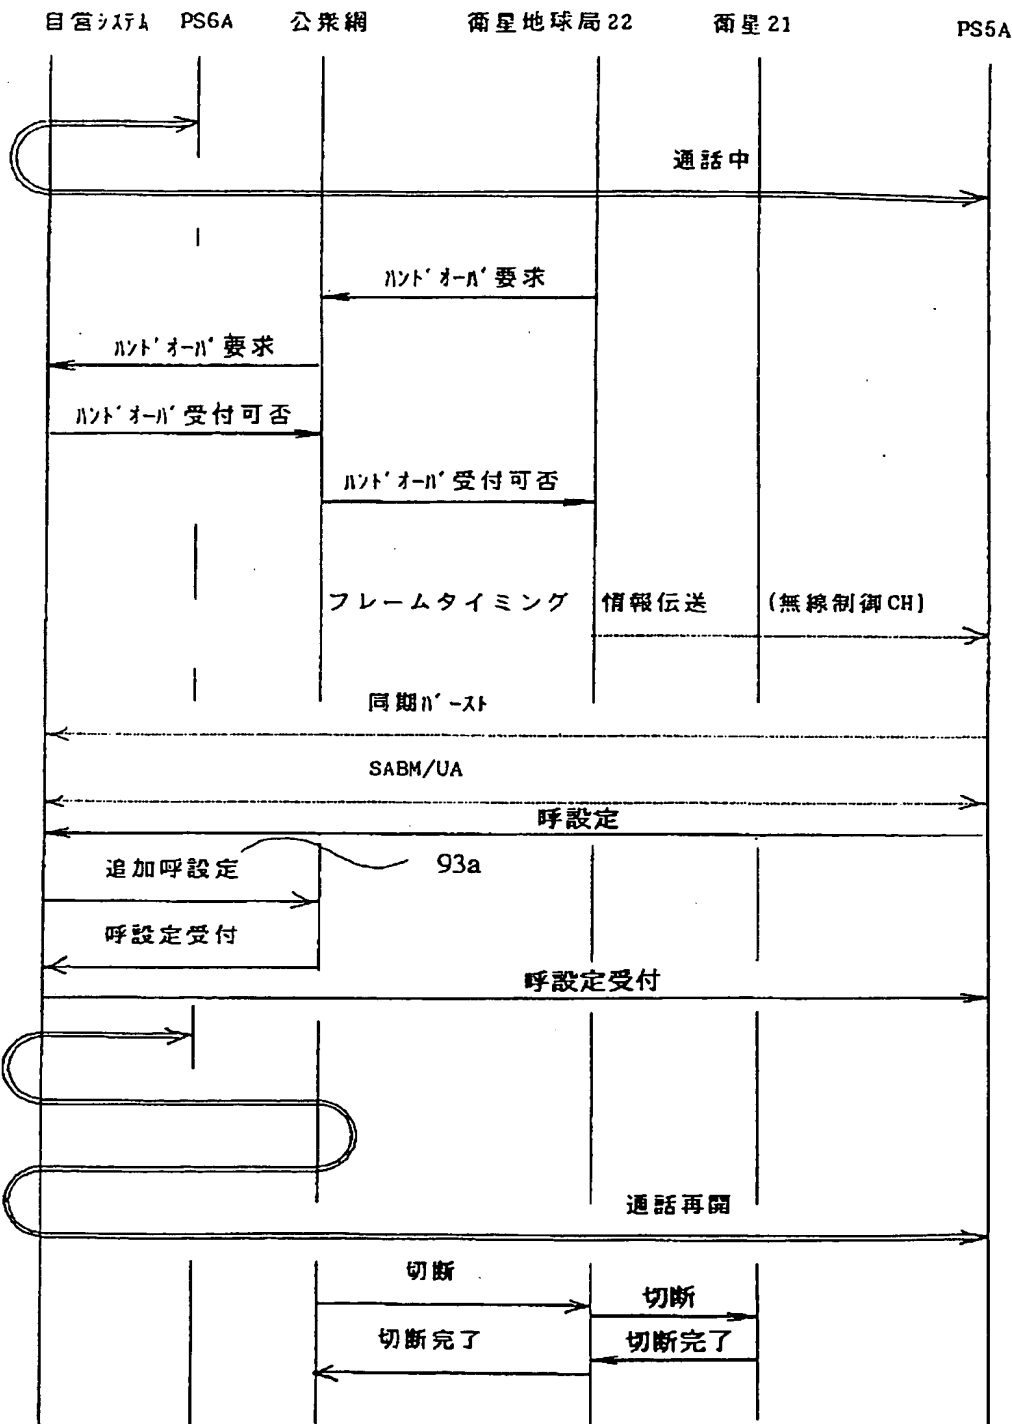 自営システム PS6A 公衆網 衛星地球局22 衛星21 PS5A
通話中
ハンドオーバ要求
ハンドオーバ要求
ハンドオーバ受付可否
ハンドオーバ受付可否
フレームタイミング 情報伝送 (無線制御CH)
同期バースト
SABM/UA
呼設定
追加呼設定 93a
呼設定受付
呼設定受付
通話再開
切断
切断
切断完了 切断完了